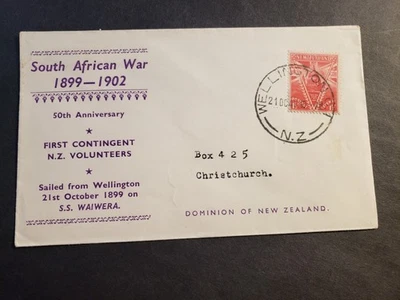 South African War
1899—1902
50th Anniversary
FIRST CONTINGENT
N.Z. VOLUNTEERS
Sailed from Wellington
21st October 1899 on
S.S. WAIWERA.
WELLINGTON
N.Z
Box 425
Christchurch.
DOMINION OF NEW ZEALAND.